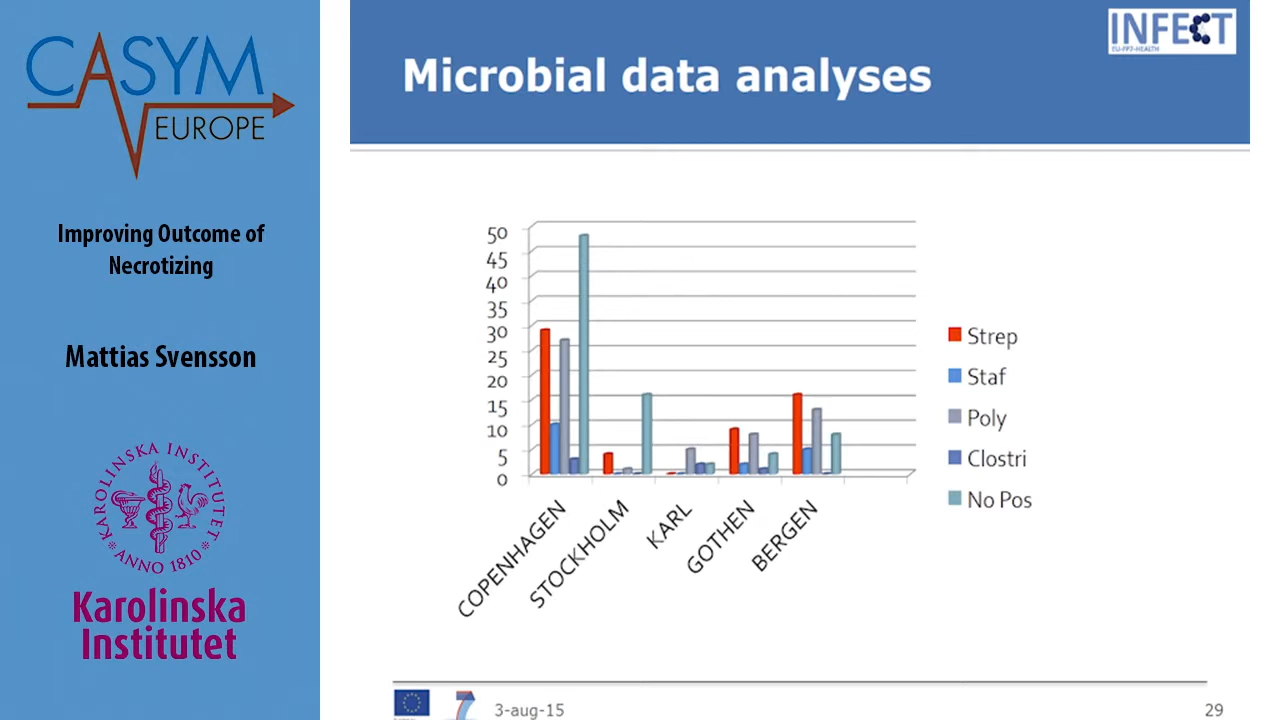 CASYM
EUROPE
Improving Outcome of
Necrotizing
Mattias Svensson
KAROLINSKA INSTITUTET
ANNO 1810
Karolinska
Institutet
INFECT
EU-FP7-HEALTH
Microbial data analyses
50
45
40
35
30
25
20
15
10
5
0
COPENHAGEN
STOCKHOLM
KARL
GOTHEN
BERGEN
Strep
Staf
Poly
Clostri
No Pos
7
3-aug-15
29